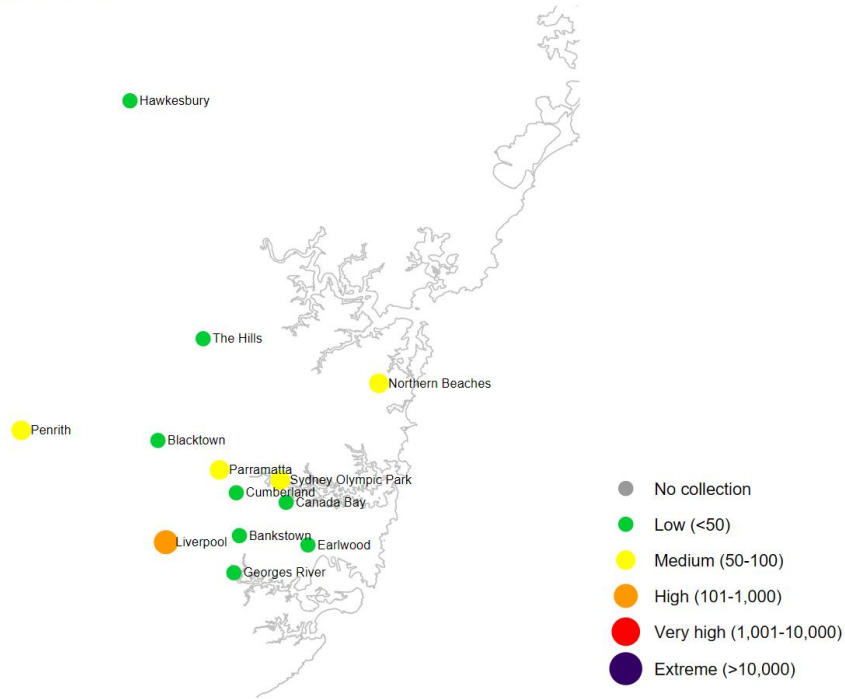 Hawkesbury
The Hills
Northern Beaches
Penrith
Blacktown
Parramatta
Sydney Olympic Park
Cumberland
Canada Bay
Bankstown
Liverpool
Earlwood
Georges River
No collection
Low (<50)
Medium (50-100)
High (101-1,000)
Very high (1,001-10,000)
Extreme (>10,000)